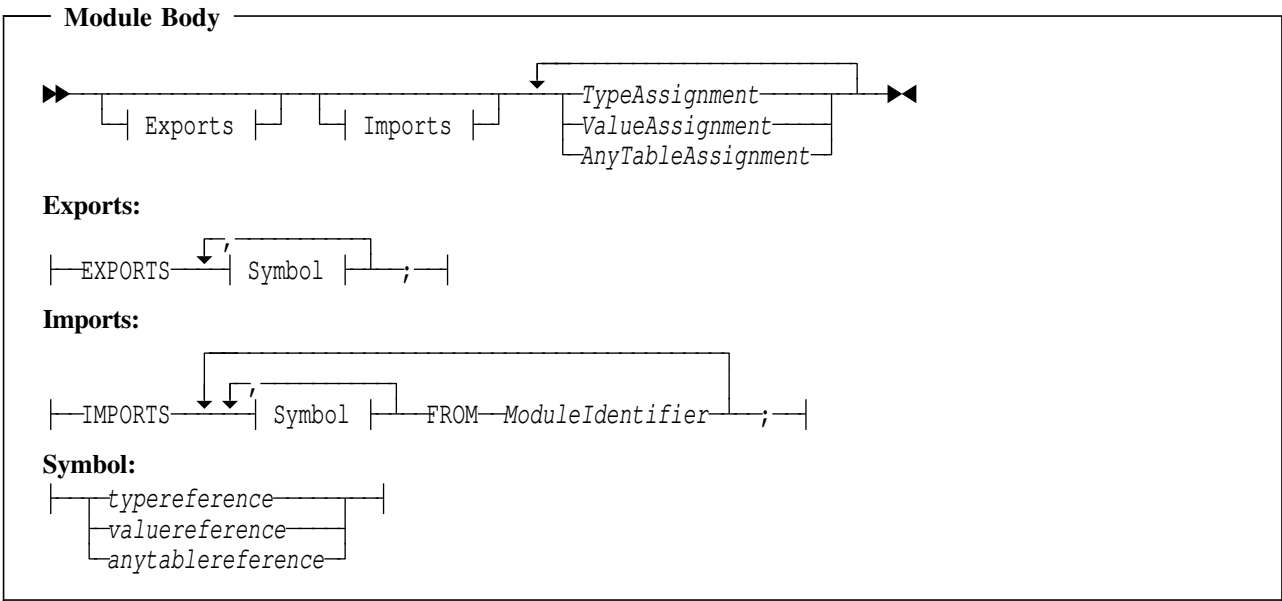 Module Body
TypeAssignment
Exports Imports ValueAssignment
AnyTableAssignment
Exports:
,
EXPORTS Symbol ;
Imports:
,
IMPORTS Symbol FROM ModuleIdentifier ;
Symbol:
typereference
valuereference
anytablereference